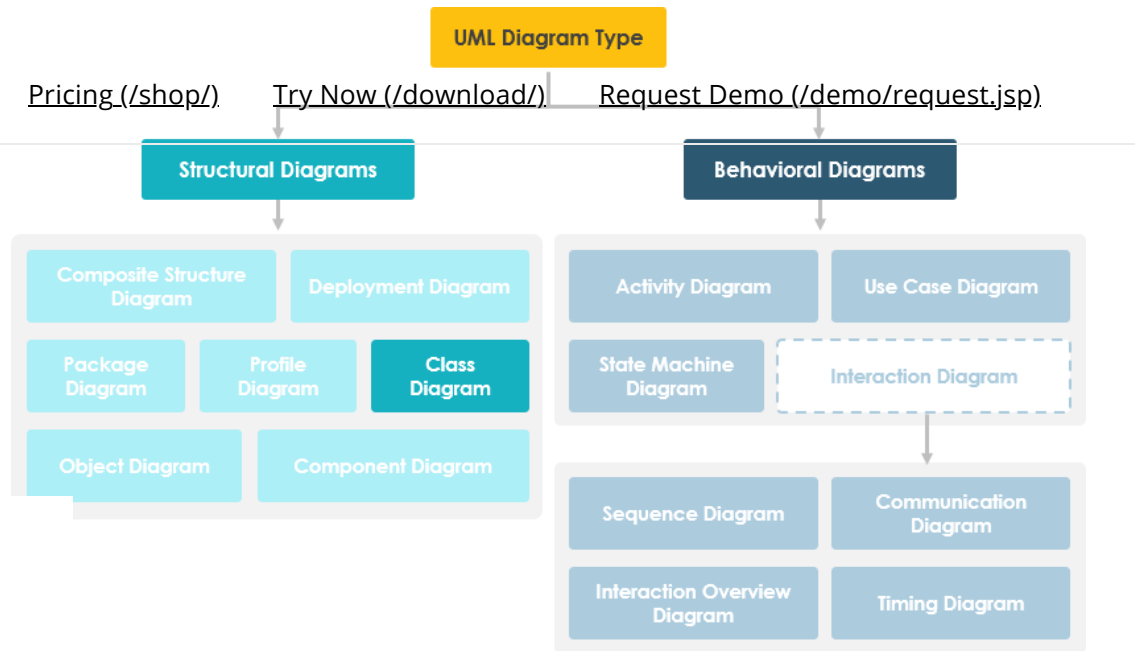 UML Diagram Type
Pricing (/shop/) Try Now (/download/) Request Demo (/demo/request.jsp)
Structural Diagrams
Behavioral Diagrams
Composite Structure
Diagram
Deployment Diagram
Package
Diagram
Profile
Diagram
Class
Diagram
Object Diagram
Component Diagram
Activity Diagram
Use Case Diagram
State Machine
Diagram
Interaction Diagram
Sequence Diagram
Communication
Diagram
Interaction Overview
Diagram
Timing Diagram